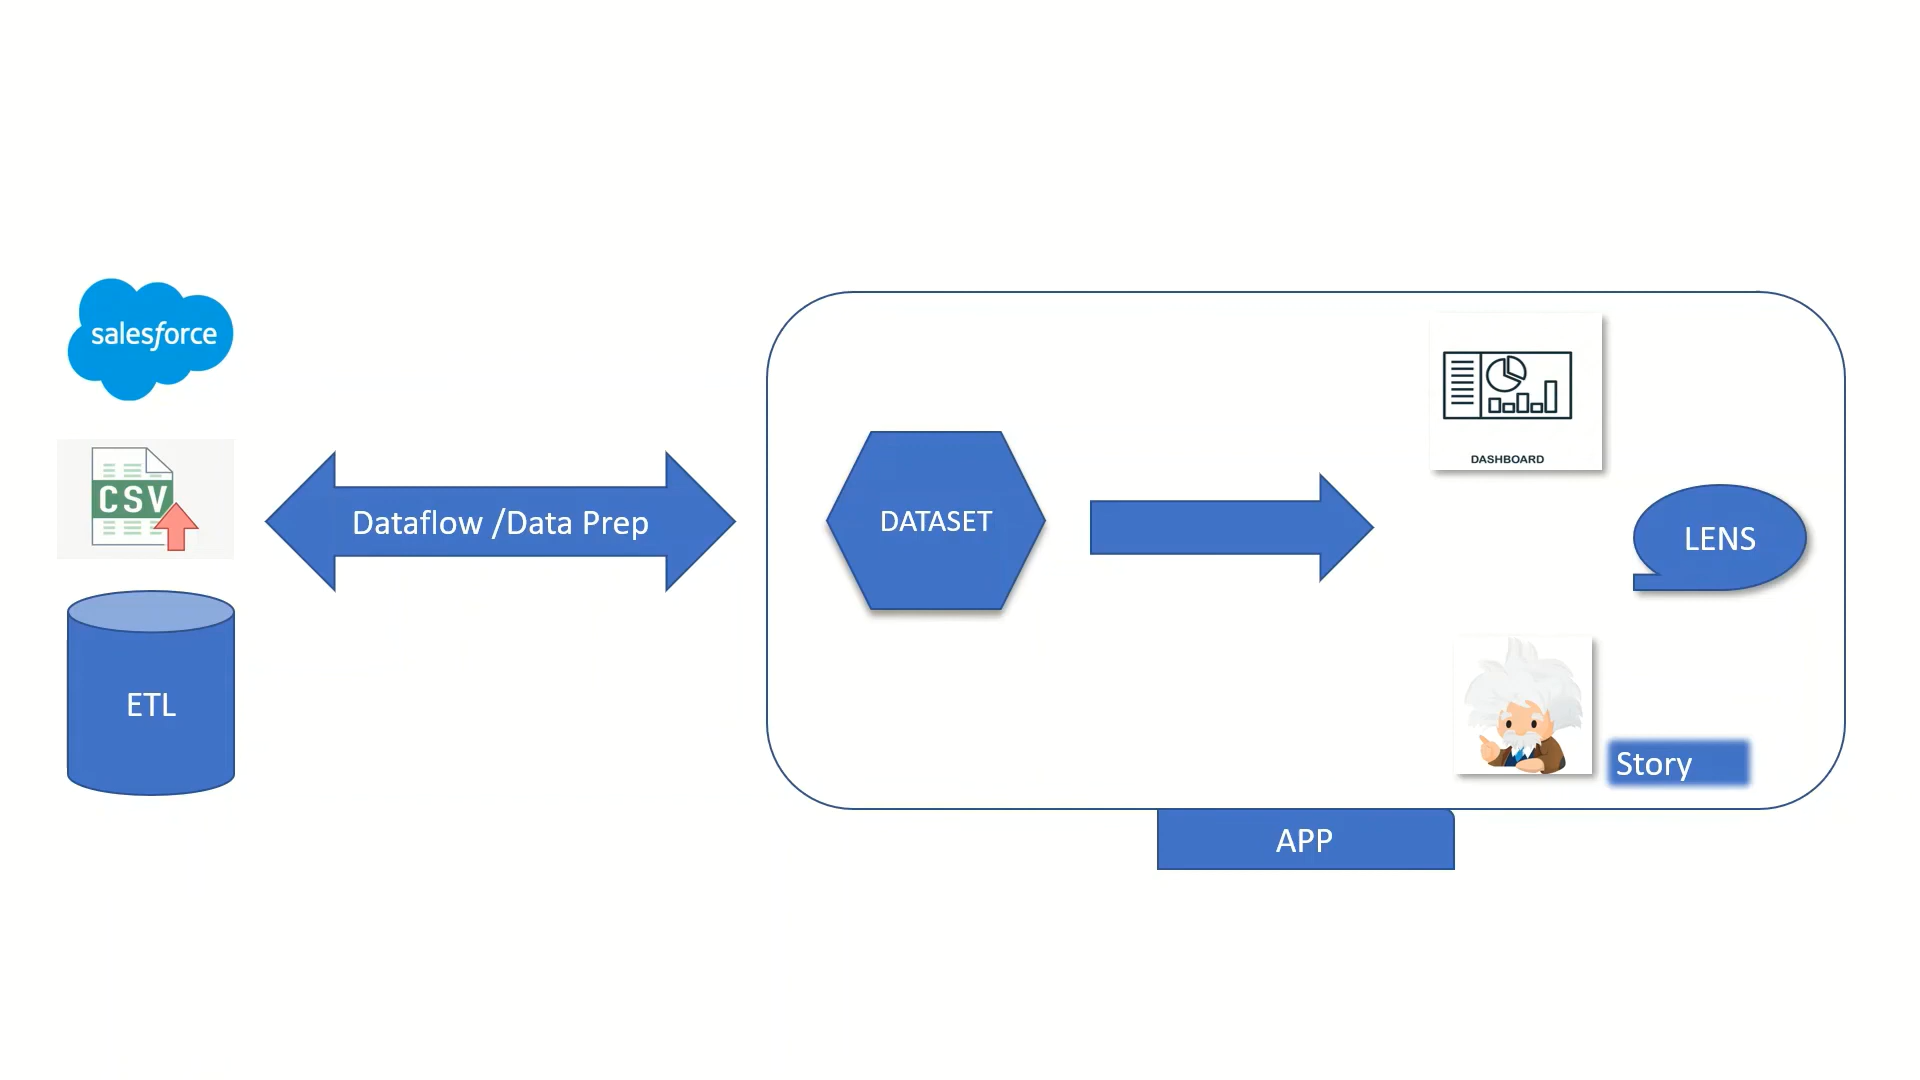 salesforce
CSV
ETL
Dataflow /Data Prep
DATASET
DASHBOARD
LENS
Story
APP